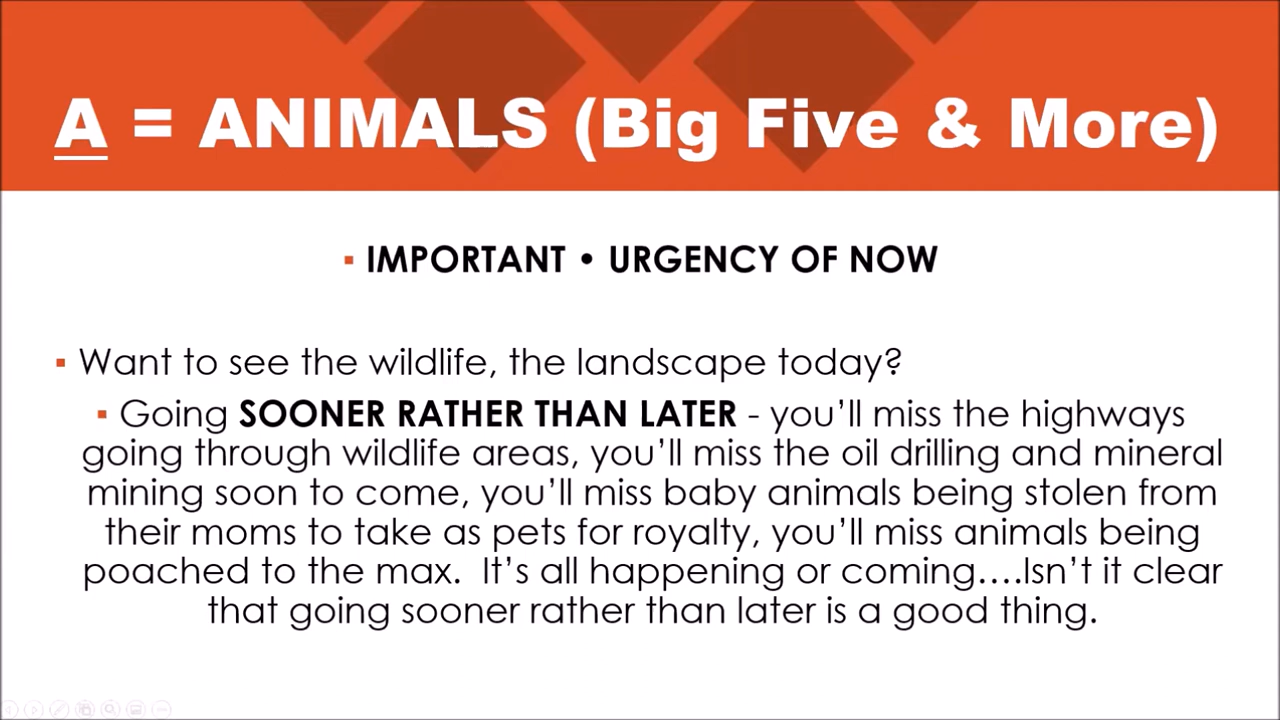 A = ANIMALS (Big Five & More)
▪ IMPORTANT • URGENCY OF NOW
▪ Want to see the wildlife, the landscape today?
▪ Going SOONER RATHER THAN LATER - you’ll miss the highways
going through wildlife areas, you’ll miss the oil drilling and mineral
mining soon to come, you’ll miss baby animals being stolen from
their moms to take as pets for royalty, you’ll miss animals being
poached to the max.  It’s all happening or coming….Isn’t it clear
that going sooner rather than later is a good thing.